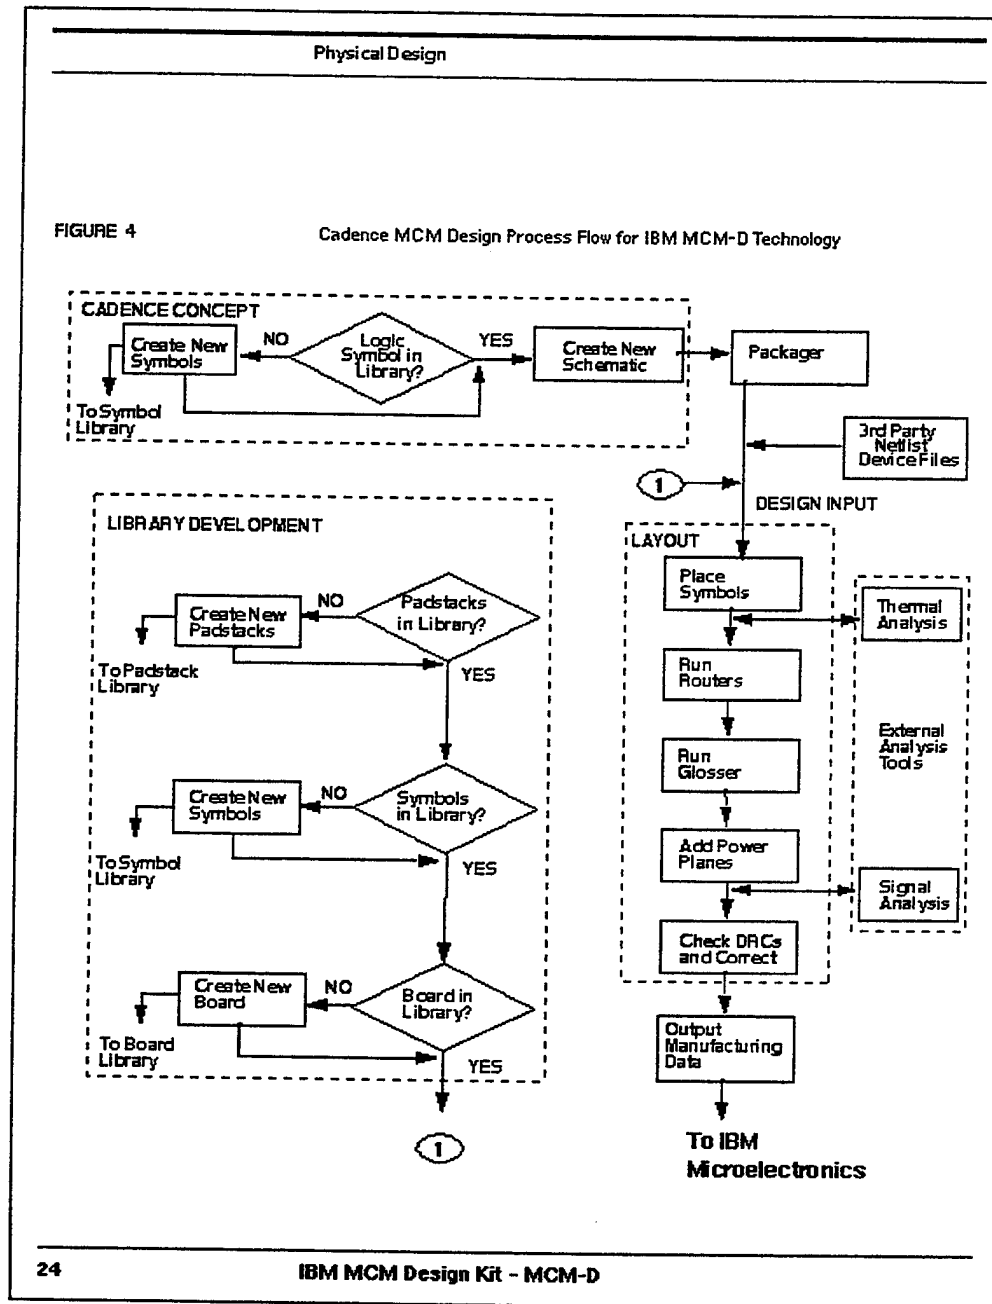 Physical Design
FIGURE 4
Cadence MCM Design Process Flow for IBM MCM-D Technology
CADENCE CONCEPT
Create New
Symbols
NO
Logic
Symbol in
Library?
YES
Create New
Schematic
Packager
To Symbol
Library
3rd Party
Netlist
Device Files
1
DESIGN INPUT
LIBRARY DEVELOPMENT
Create New
Padstacks
NO
Padstacks
in Library?
YES
To Padstack
Library
Create New
Symbols
NO
Symbols
in Library?
YES
To Symbol
Library
Create New
Board
NO
Board in
Library?
YES
To Board
Library
1
LAYOUT
Place
Symbols
Thermal
Analysis
Run
Routers
Run
Glosser
External
Analysis
Tools
Add Power
Planes
Signal
Analysis
Check DRCs
and Correct
Output
Manufacturing
Data
To IBM
Microelectronics
24
IBM MCM Design Kit - MCM-D